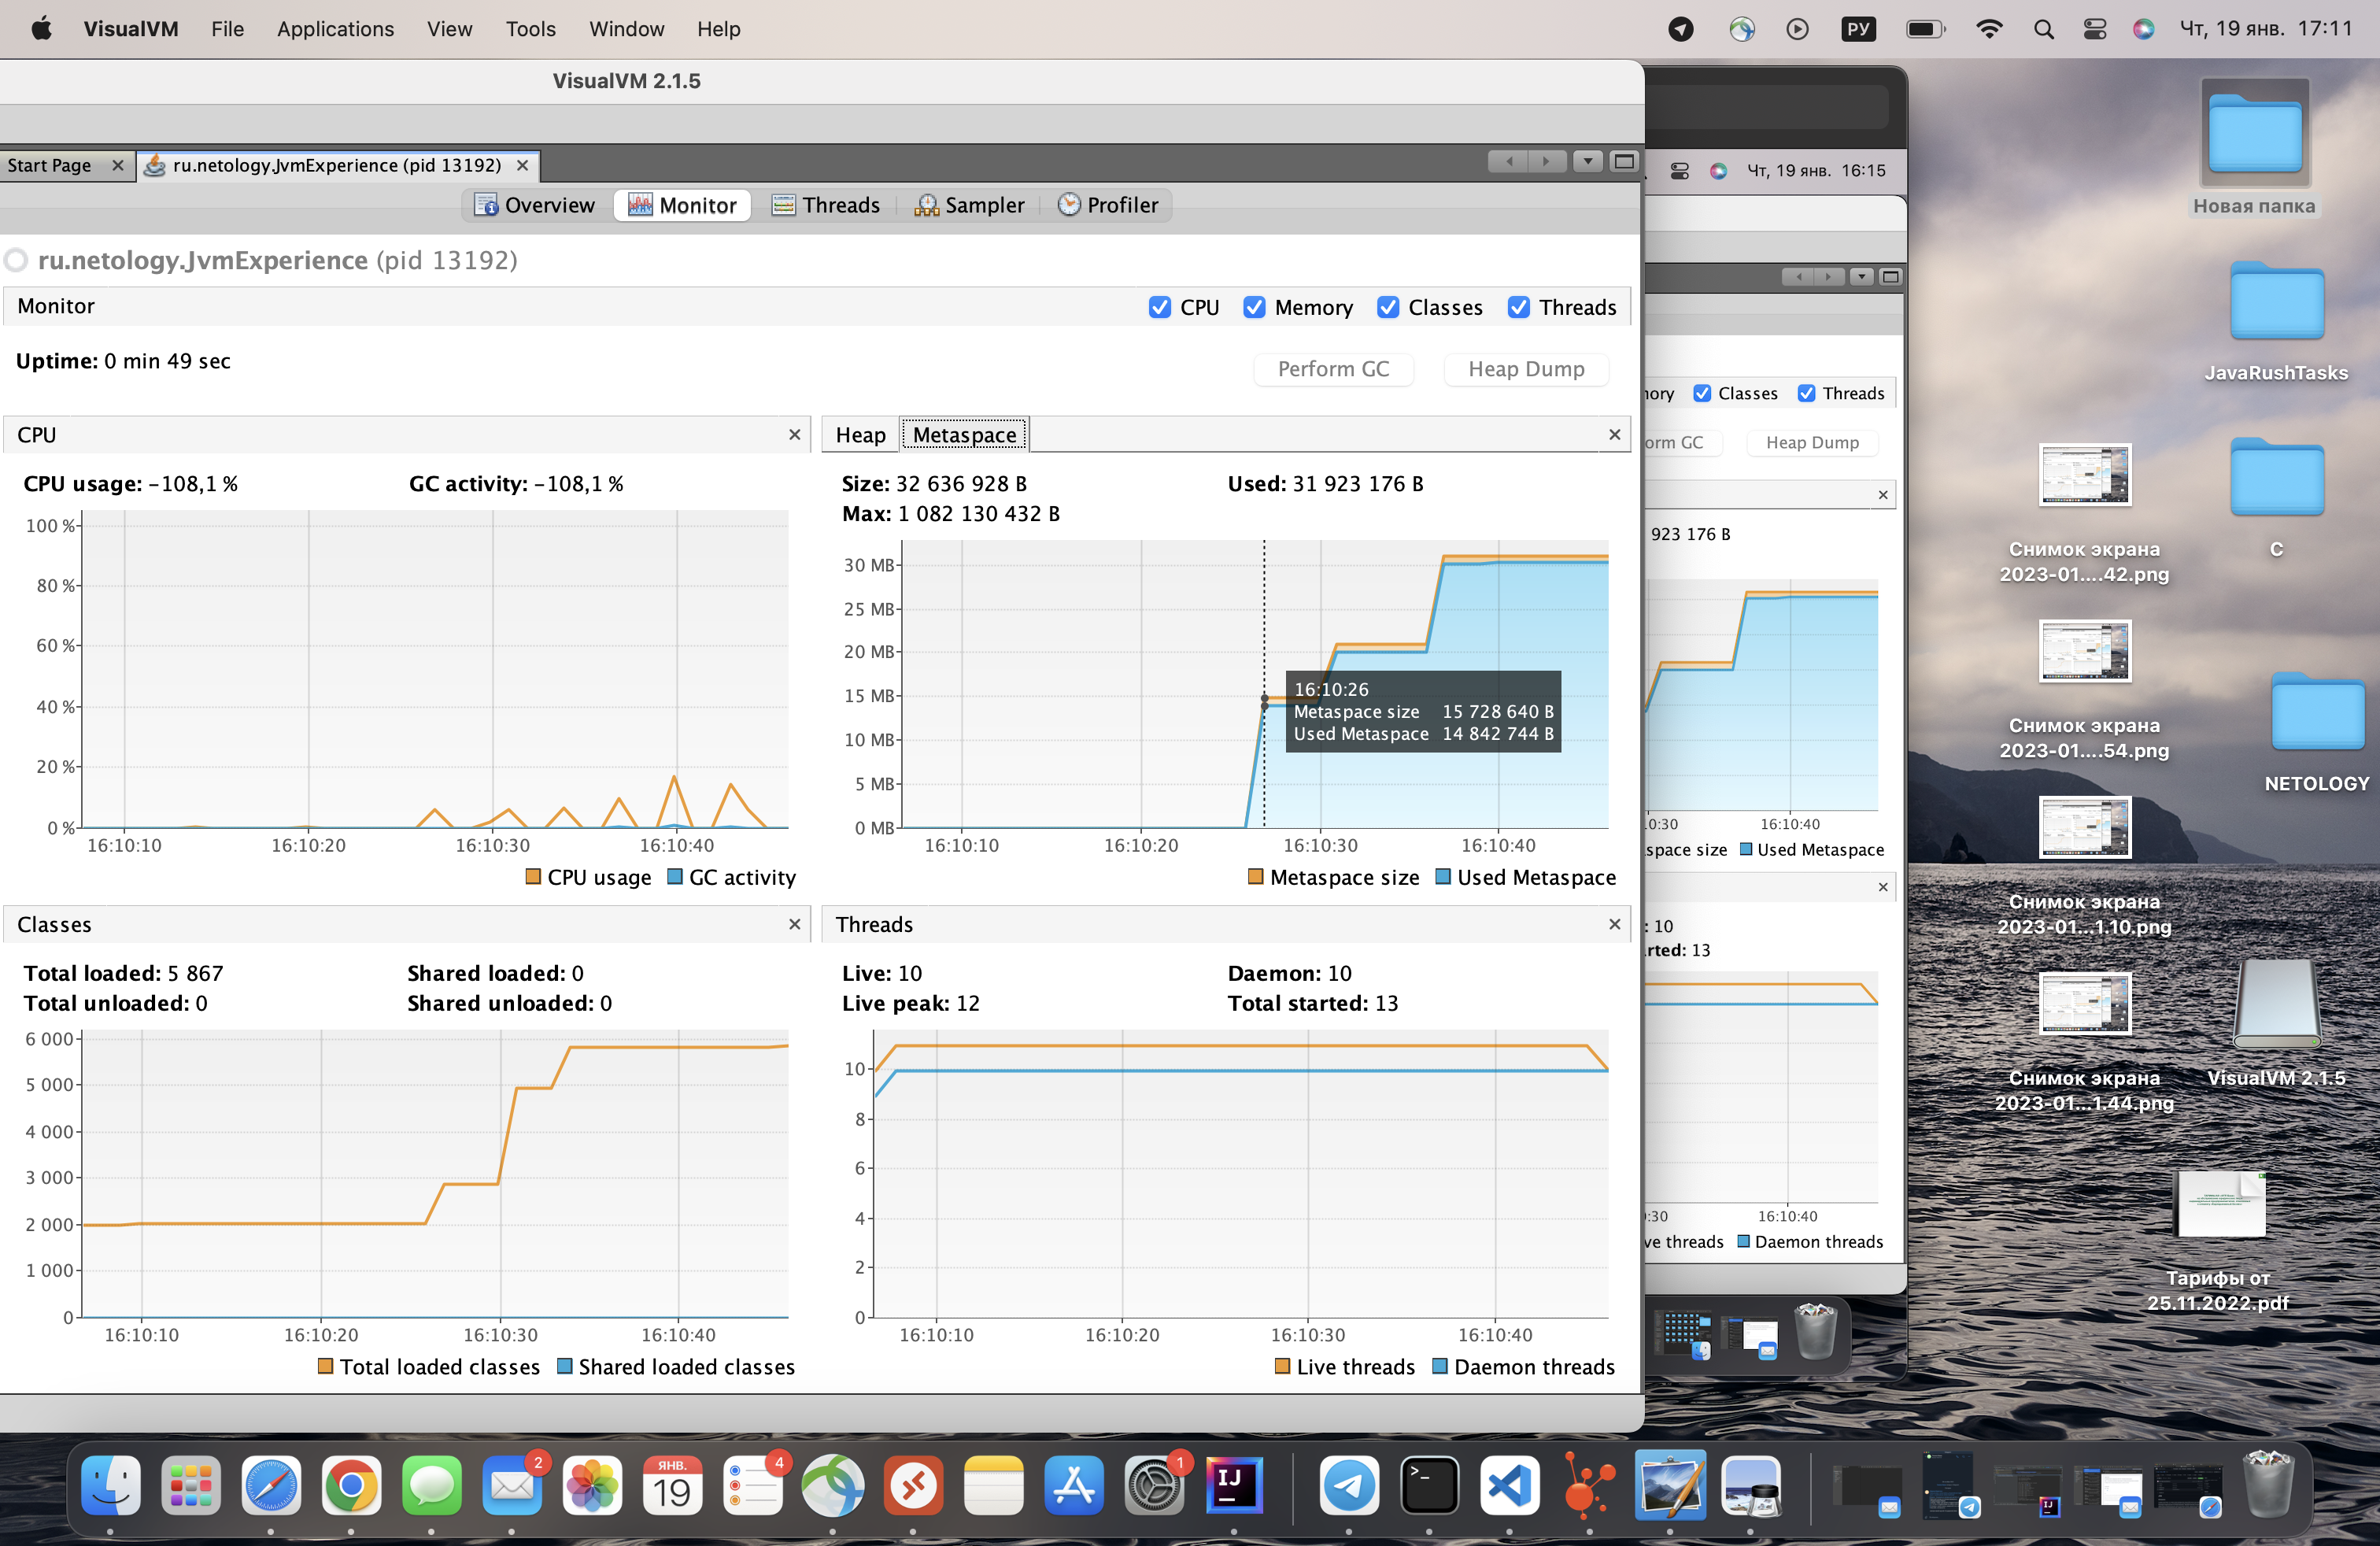 VisualVM File Applications View Tools Window Help
РУ
Чт, 19 янв. 17:11
VisualVM 2.1.5
Start Page
ru.netology.JvmExperience (pid 13192)
Overview Monitor Threads Sampler Profiler
ru.netology.JvmExperience (pid 13192)
Monitor
CPU Memory Classes Threads
Uptime: 0 min 49 sec
Perform GC Heap Dump
CPU
CPU usage: -108,1 % GC activity: -108,1 %
100 %
80 %
60 %
40 %
20 %
0 %
16:10:10 16:10:20 16:10:30 16:10:40
CPU usage GC activity
Heap Metaspace
Size: 32 636 928 B Used: 31 923 176 B
Max: 1 082 130 432 B
30 MB
25 MB
20 MB
15 MB
10 MB
5 MB
0 MB
16:10:26
Metaspace size 15 728 640 B
Used Metaspace 14 842 744 B
16:10:10 16:10:20 16:10:30 16:10:40
Metaspace size Used Metaspace
Classes
Total loaded: 5 867 Shared loaded: 0
Total unloaded: 0 Shared unloaded: 0
6 000
5 000
4 000
3 000
2 000
1 000
0
16:10:10 16:10:20 16:10:30 16:10:40
Total loaded classes Shared loaded classes
Threads
Live: 10 Daemon: 10
Live peak: 12 Total started: 13
10
8
6
4
2
0
16:10:10 16:10:20 16:10:30 16:10:40
Live threads Daemon threads
Чт, 19 янв. 16:15
ory Classes Threads
orm GC Heap Dump
923 176 B
0:30 16:10:40
space size Used Metaspace
: 10
rted: 13
:30 16:10:40
ve threads Daemon threads
Новая папка
JavaRushTasks
Снимок экрана
2023-01....42.png
C
Снимок экрана
2023-01....54.png
NETOLOGY
Снимок экрана
2023-01...1.10.png
Снимок экрана
2023-01...1.44.png
VisualVM 2.1.5
Тарифы от
25.11.2022.pdf
2
ЯНВ.
19
4
1
IJ